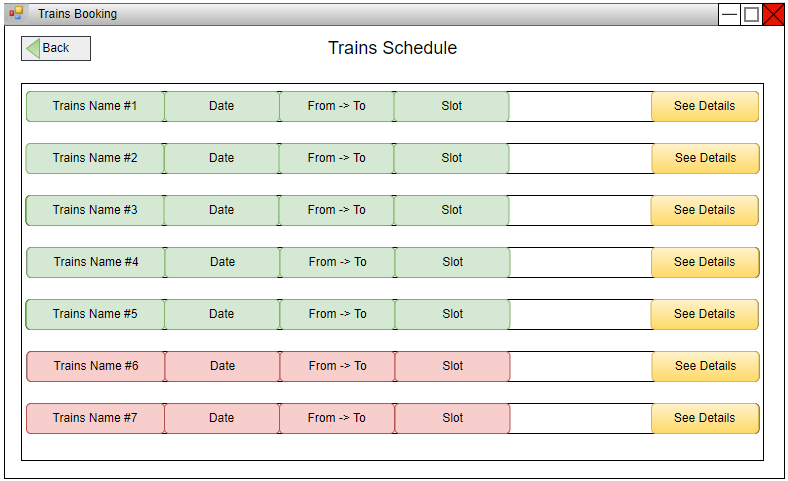 Trains Booking
Back
Trains Schedule
Trains Name #1 Date From -> To Slot See Details
Trains Name #2 Date From -> To Slot See Details
Trains Name #3 Date From -> To Slot See Details
Trains Name #4 Date From -> To Slot See Details
Trains Name #5 Date From -> To Slot See Details
Trains Name #6 Date From -> To Slot See Details
Trains Name #7 Date From -> To Slot See Details